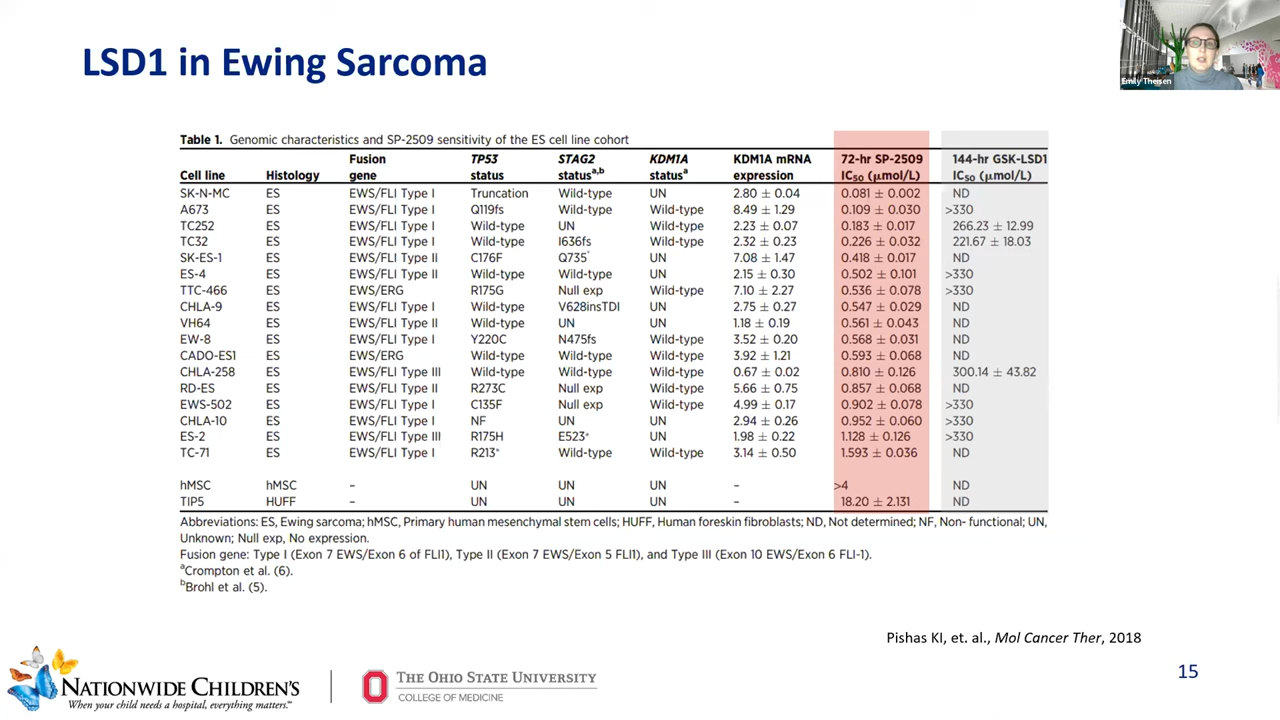 LSD1 in Ewing Sarcoma
Emily Theisen
Table 1. Genomic characteristics and SP-2509 sensitivity of the ES cell line cohort
Cell line Histology Fusion gene TP53 status STAG2 status^a,b KDM1A status^a KDM1A mRNA expression 72-hr SP-2509 IC50 (μmol/L) 144-hr GSK-LSD1 IC50 (μmol/L)
SK-N-MC ES EWS/FLI Type I Truncation Wild-type UN 2.80 ± 0.04 0.081 ± 0.002 ND
A673 ES EWS/FLI Type I Q119fs Wild-type Wild-type 8.49 ± 1.29 0.109 ± 0.030 >330
TC252 ES EWS/FLI Type I Wild-type UN Wild-type 2.23 ± 0.07 0.183 ± 0.017 266.23 ± 12.99
TC32 ES EWS/FLI Type I Wild-type I636fs Wild-type 2.32 ± 0.23 0.226 ± 0.032 221.67 ± 18.03
SK-ES-1 ES EWS/FLI Type II C176F Q735* UN 7.08 ± 1.47 0.418 ± 0.017 ND
ES-4 ES EWS/FLI Type II Wild-type Wild-type UN 2.15 ± 0.30 0.502 ± 0.101 >330
TTC-466 ES EWS/ERG R175G Null exp Wild-type 7.10 ± 2.27 0.536 ± 0.078 >330
CHLA-9 ES EWS/FLI Type I Wild-type V628insTDI UN 2.75 ± 0.27 0.547 ± 0.029 ND
VH64 ES EWS/FLI Type II Wild-type UN UN 1.18 ± 0.19 0.561 ± 0.043 ND
EW-8 ES EWS/FLI Type I Y220C N475fs Wild-type 3.52 ± 0.20 0.568 ± 0.031 ND
CADO-ES1 ES EWS/ERG Wild-type Wild-type Wild-type 3.92 ± 1.21 0.593 ± 0.068 ND
CHLA-258 ES EWS/FLI Type III Wild-type Wild-type Wild-type 0.67 ± 0.02 0.810 ± 0.126 300.14 ± 43.82
RD-ES ES EWS/FLI Type II R273C Null exp Wild-type 5.66 ± 0.75 0.857 ± 0.068 ND
EWS-502 ES EWS/FLI Type I C135F Null exp Wild-type 4.99 ± 0.17 0.902 ± 0.078 >330
CHLA-10 ES EWS/FLI Type I NF UN UN 2.94 ± 0.26 0.952 ± 0.060 >330
ES-2 ES EWS/FLI Type III R175H E523* UN 1.98 ± 0.22 1.128 ± 0.126 >330
TC-71 ES EWS/FLI Type I R213* Wild-type Wild-type 3.14 ± 0.50 1.593 ± 0.036 ND
hMSC hMSC – UN UN UN – >4 ND
TIP5 HUFF – UN UN UN – 18.20 ± 2.131 ND
Abbreviations: ES, Ewing sarcoma; hMSC, Primary human mesenchymal stem cells; HUFF, Human foreskin fibroblasts; ND, Not determined; NF, Non- functional; UN,
Unknown; Null exp, No expression.
Fusion gene: Type I (Exon 7 EWS/Exon 6 of FLI1), Type II (Exon 7 EWS/Exon 5 FLI1), and Type III (Exon 10 EWS/Exon 6 FLI-1).
^aCrompton et al. (6).
^bBrohl et al. (5).
Pishas KI, et. al., Mol Cancer Ther, 2018
NATIONWIDE CHILDREN'S
When your child needs a hospital, everything matters.℠
THE OHIO STATE UNIVERSITY
COLLEGE OF MEDICINE
15